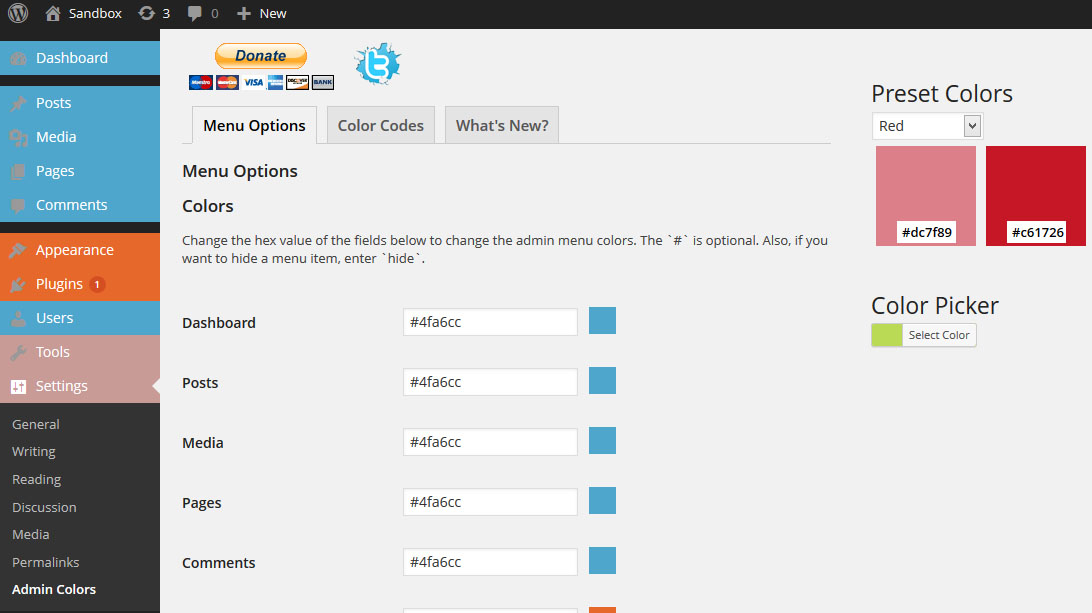 Sandbox 3 0 New
Dashboard
Posts
Media
Pages
Comments
Appearance
Plugins 1
Users
Tools
Settings
General
Writing
Reading
Discussion
Media
Permalinks
Admin Colors
Donate
VISA
BANK
Menu Options Color Codes What's New?
Menu Options
Colors
Change the hex value of the fields below to change the admin menu colors. The `#` is optional. Also, if you
want to hide a menu item, enter `hide`.
Dashboard #4fa6cc
Posts #4fa6cc
Media #4fa6cc
Pages #4fa6cc
Comments #4fa6cc
Preset Colors
Red
#dc7f89 #c61726
Color Picker
Select Color